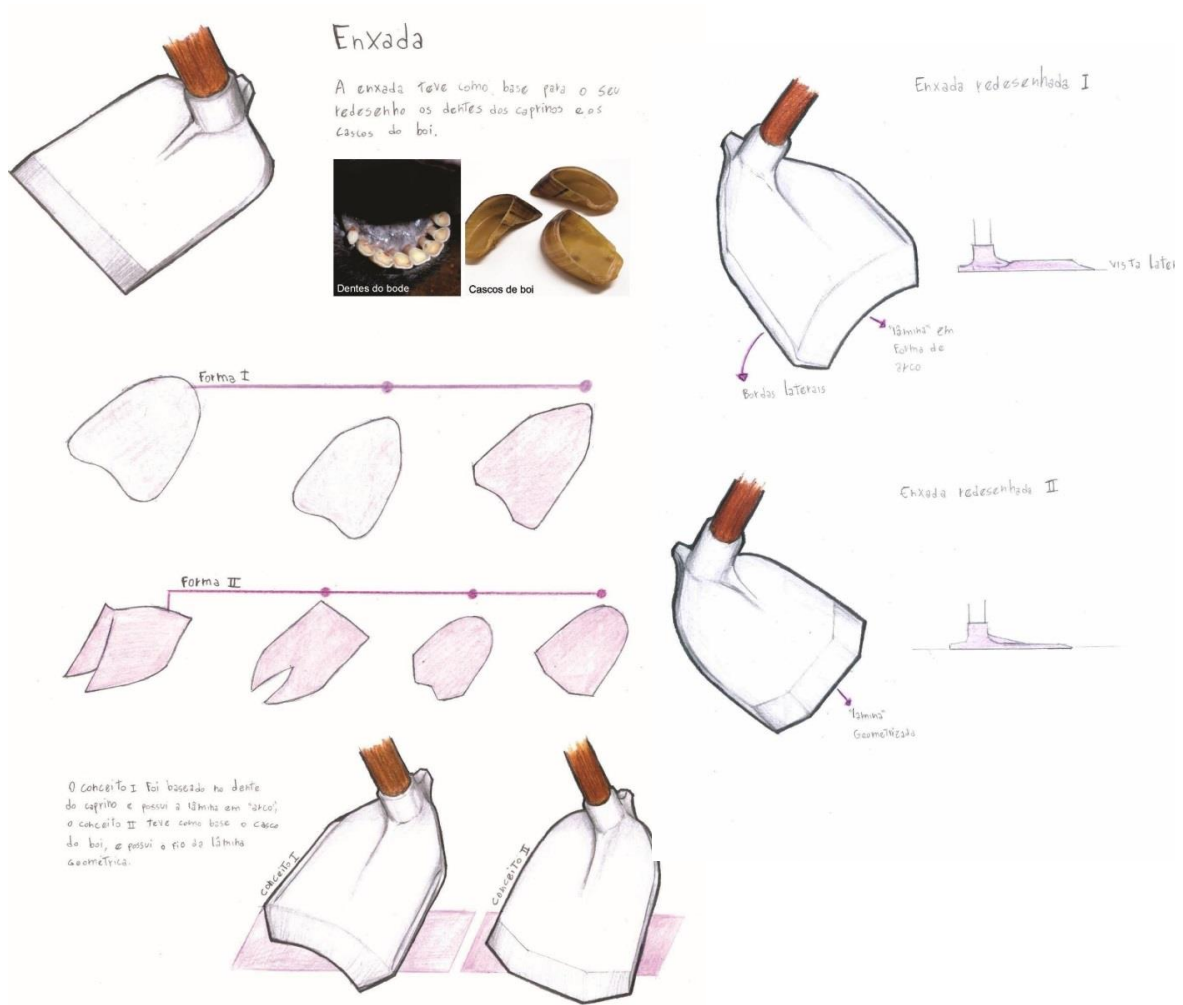 Enxada
A enxada teve como base para o seu
redesenho os dentes dos caprinos e os
cascos do boi.
Dentes do bode
Cascos de boi
Forma I
Forma II
O conceito I foi baseado no dente
do caprino e possui a lâmina em "arco",
o conceito II teve como base o casco
do boi, e possui o fio da lâmina
geométrica.
Conceito I
Conceito II
Enxada redesenhada I
vista later
"lâmina" em
forma de
arco
Bordas laterais
Enxada redesenhada II
"lâmina"
Geometrizada